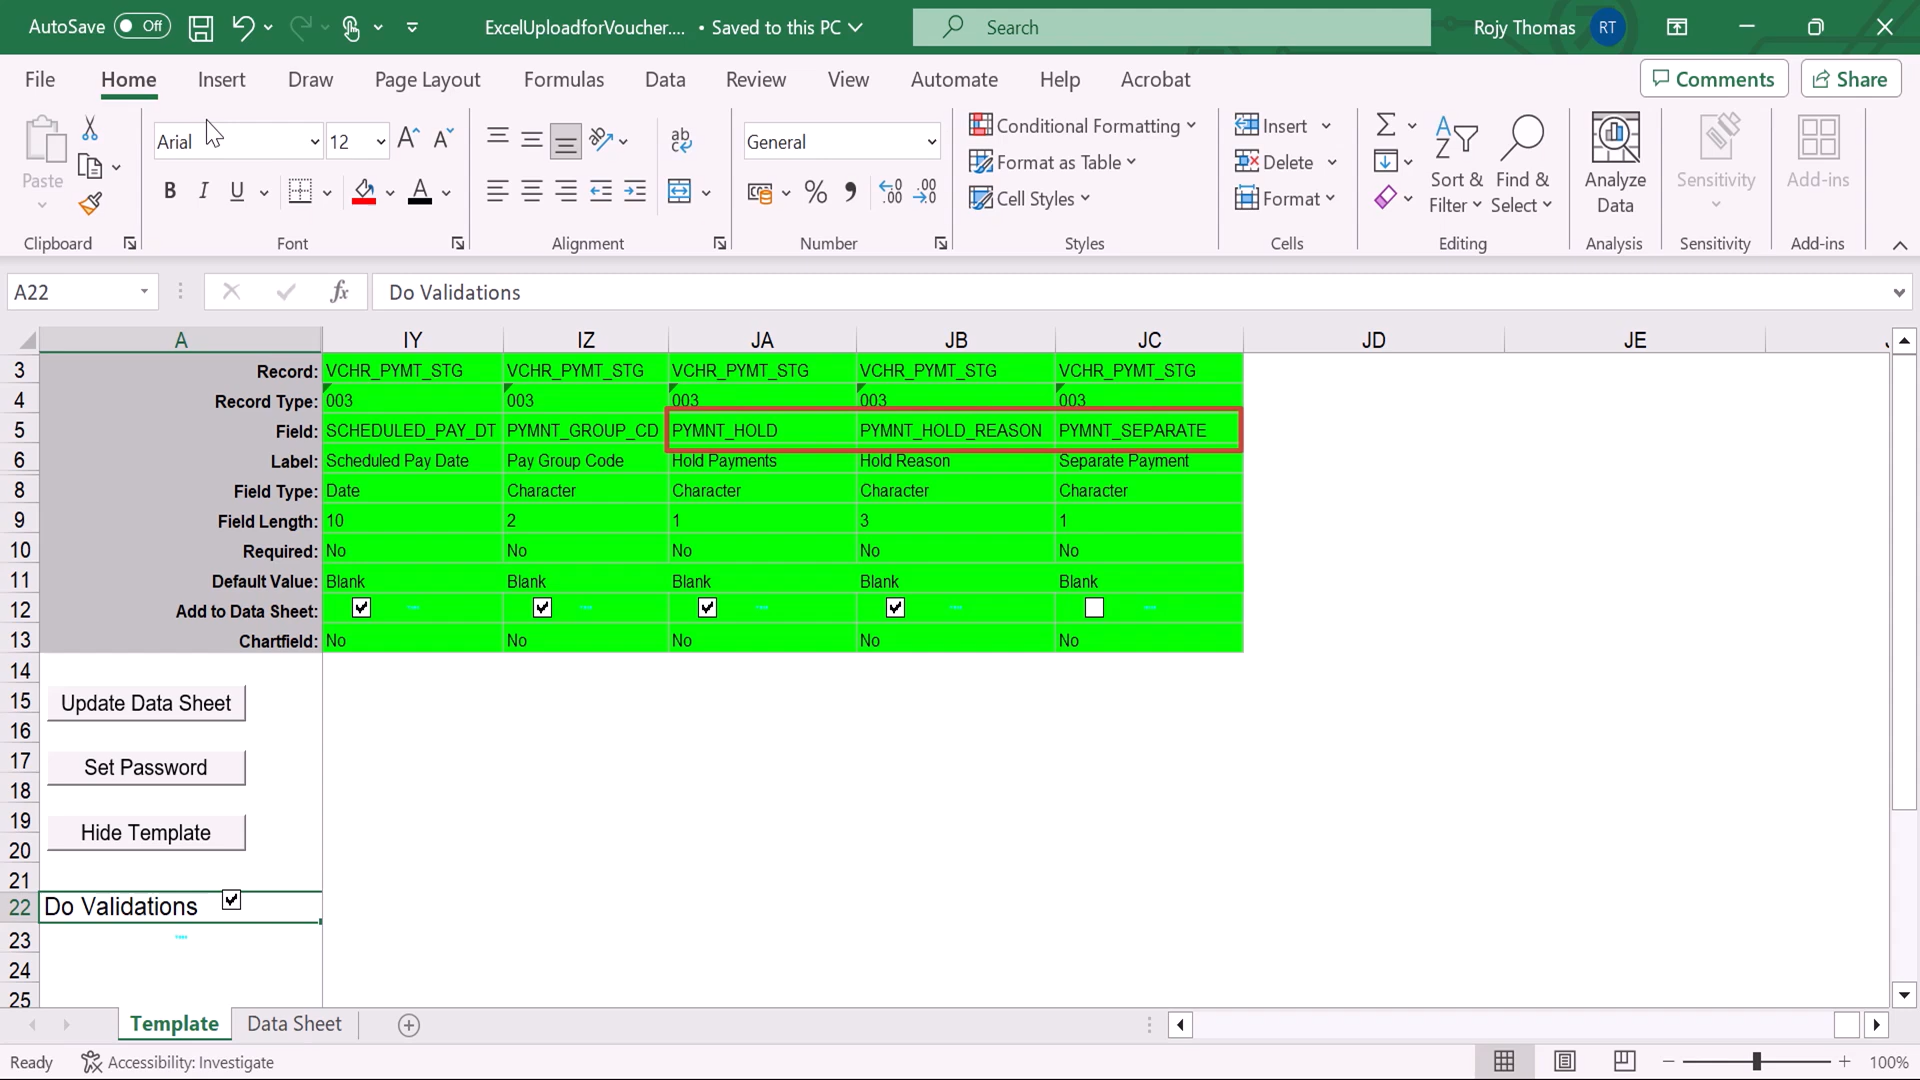 AutoSave Off ExcelUploadforVoucher.... • Saved to this PC Search Rojy Thomas RT
File Home Insert Draw Page Layout Formulas Data Review View Automate Help Acrobat Comments Share
Paste Arial 12 General Conditional Formatting Format as Table Cell Styles Insert Delete Format Sort & Filter Find & Select Analyze Data Sensitivity Add-ins
B I U ab A % .00
Clipboard Font Alignment Number Styles Cells Editing Analysis Sensitivity Add-ins
A22 fx Do Validations
A IY IZ JA JB JC JD JE
3 Record: VCHR_PYMT_STG VCHR_PYMT_STG VCHR_PYMT_STG VCHR_PYMT_STG VCHR_PYMT_STG
4 Record Type: 003 003 003 003 003
5 Field: SCHEDULED_PAY_DT PYMNT_GROUP_CD PYMNT_HOLD PYMNT_HOLD_REASON PYMNT_SEPARATE
6 Label: Scheduled Pay Date Pay Group Code Hold Payments Hold Reason Separate Payment
8 Field Type: Date Character Character Character Character
9 Field Length: 10 2 1 3 1
10 Required: No No No No No
11 Default Value: Blank Blank Blank Blank Blank
12 Add to Data Sheet:
13 Chartfield: No No No No No
14
15 Update Data Sheet
16
17 Set Password
18
19 Hide Template
20
21
22 Do Validations
23
24
25
Template Data Sheet
Ready Accessibility: Investigate 100%